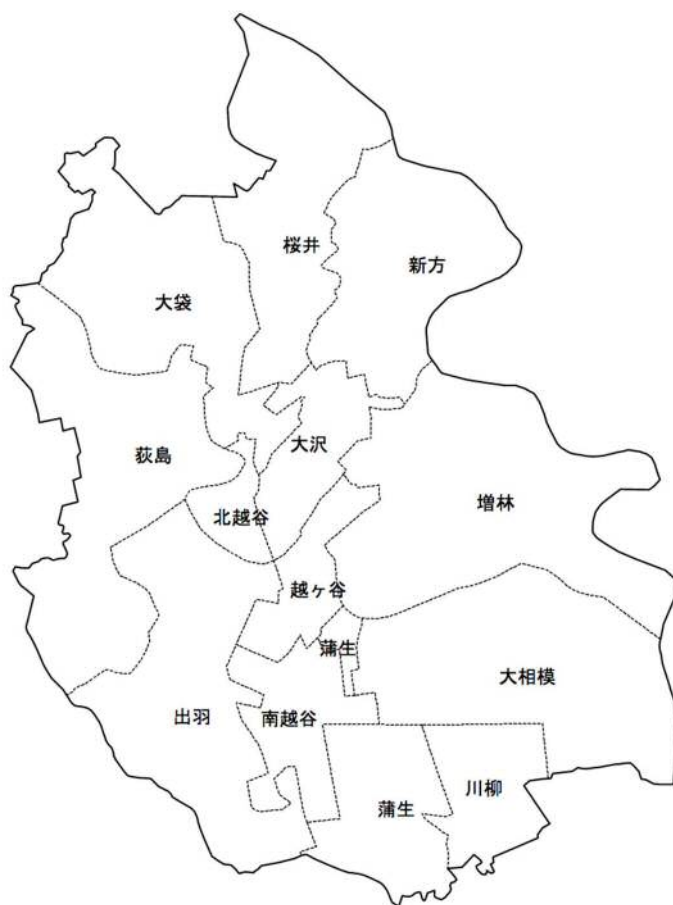 桜井
新方
大袋
大沢
荻島
増林
北越谷
越ヶ谷
蒲生
大相模
出羽
南越谷
川柳
蒲生